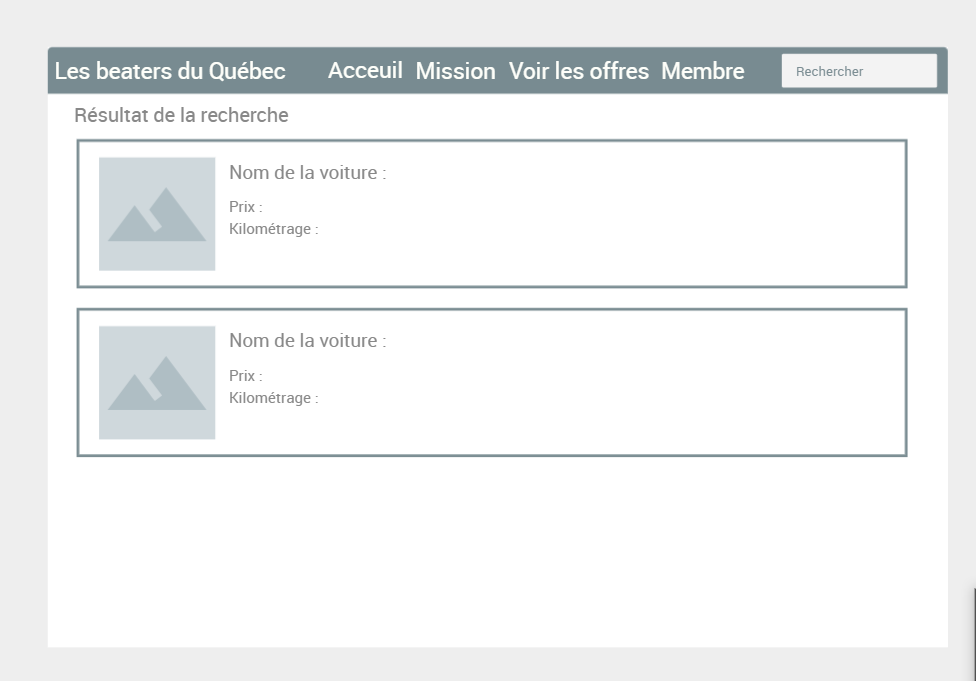 Les beaters du Québec Acceuil Mission Voir les offres Membre Rechercher
Résultat de la recherche
Nom de la voiture :
Prix :
Kilométrage :
Nom de la voiture :
Prix :
Kilométrage :